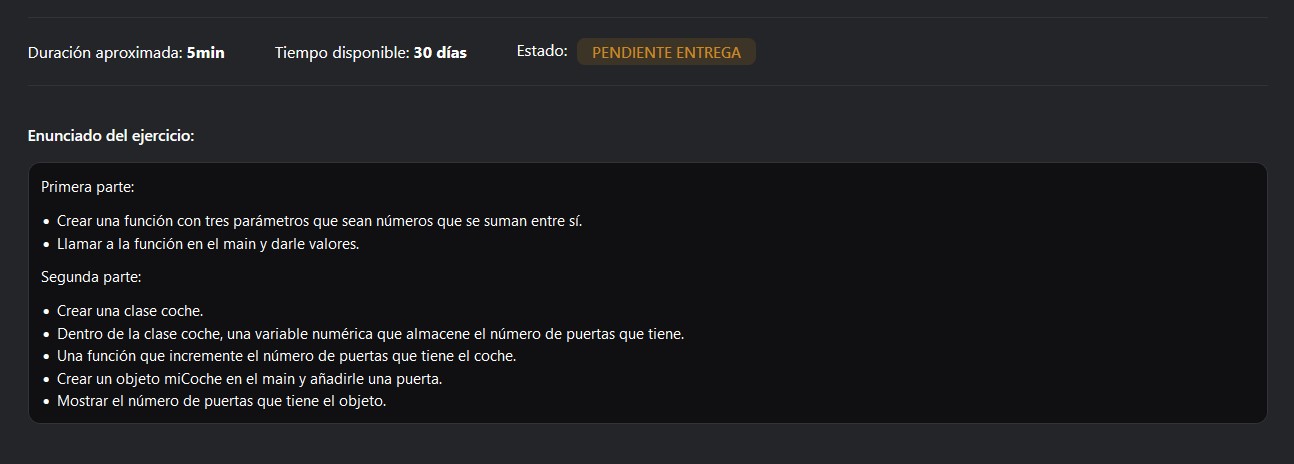 Duración aproximada: 5min Tiempo disponible: 30 días Estado: PENDIENTE ENTREGA
Enunciado del ejercicio:
Primera parte:
• Crear una función con tres parámetros que sean números que se suman entre sí.
• Llamar a la función en el main y darle valores.
Segunda parte:
• Crear una clase coche.
• Dentro de la clase coche, una variable numérica que almacene el número de puertas que tiene.
• Una función que incremente el número de puertas que tiene el coche.
• Crear un objeto miCoche en el main y añadirle una puerta.
• Mostrar el número de puertas que tiene el objeto.